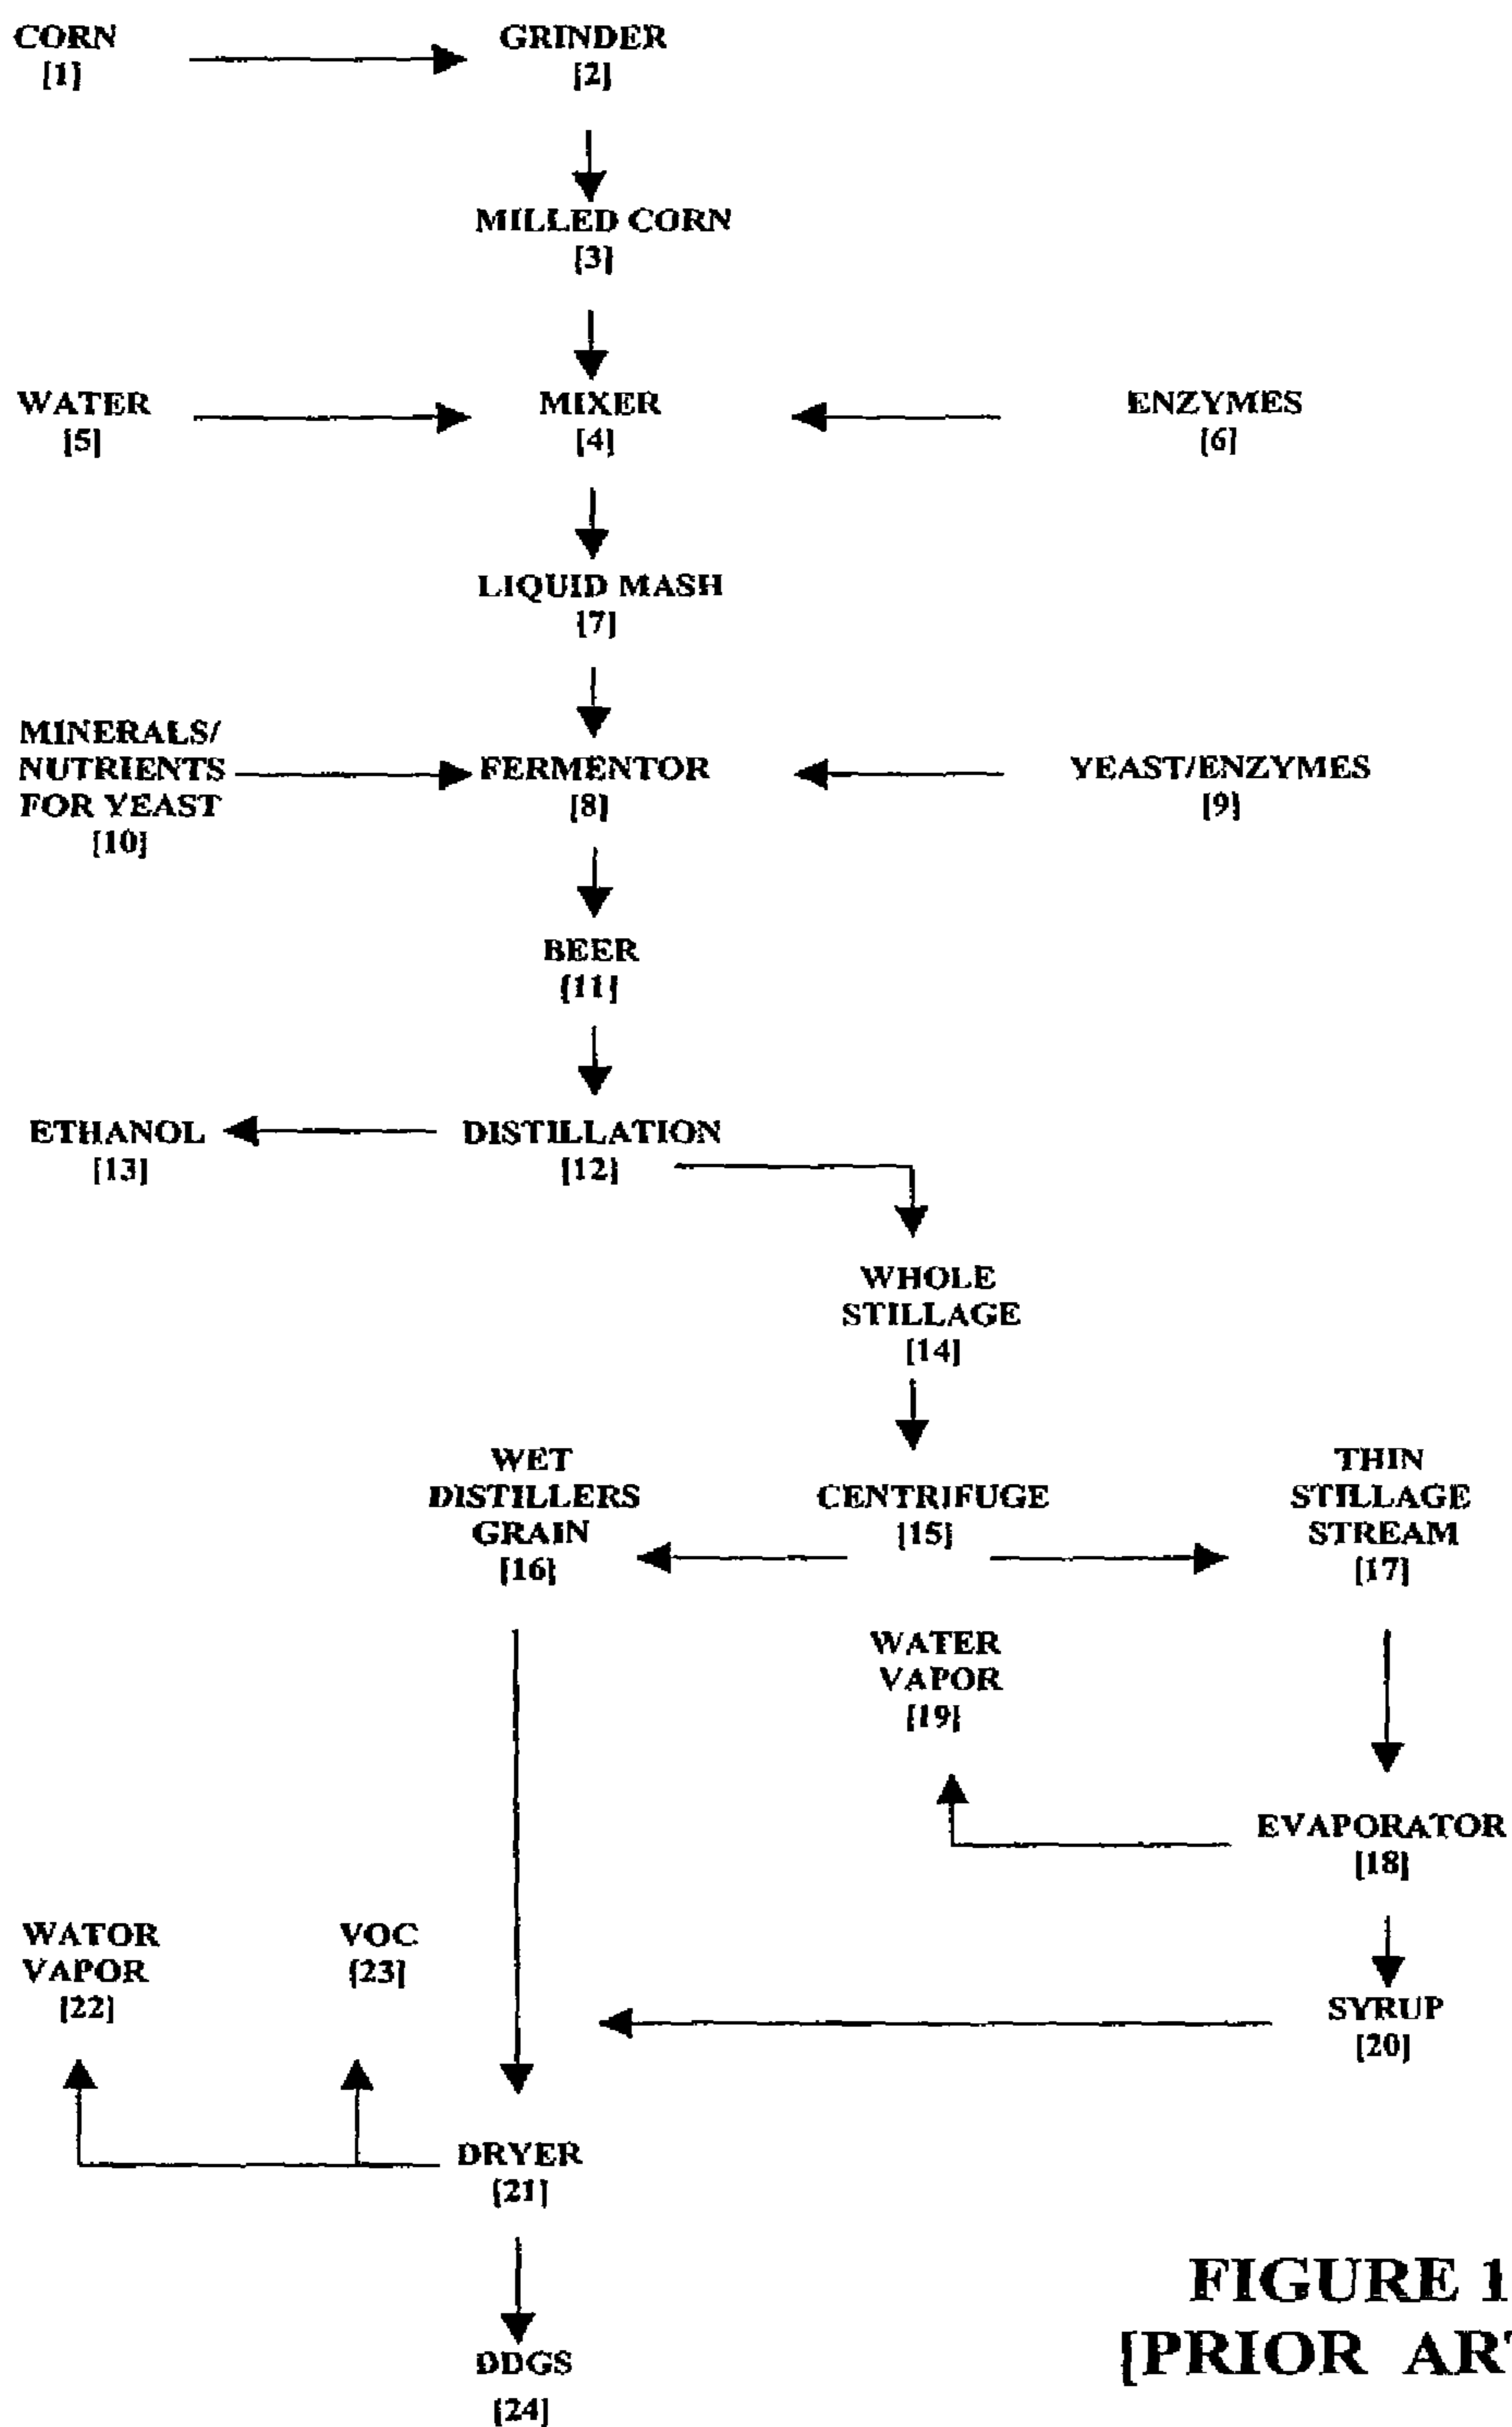 CORN
[1]
GRINDER
[2]
MILLED CORN
[3]
WATER
[5]
MIXER
[4]
ENZYMES
[6]
LIQUID MASH
[7]
MINERALS/
NUTRIENTS
FOR YEAST
[10]
FERMENTOR
[8]
YEAST/ENZYMES
[9]
BEER
[11]
ETHANOL
[13]
DISTILLATION
[12]
WHOLE
STILLAGE
[14]
WET
DISTILLERS
GRAIN
[16]
CENTRIFUGE
[15]
THIN
STILLAGE
STREAM
[17]
WATER
VAPOR
[19]
EVAPORATOR
[18]
WATOR
VAPOR
[22]
VOC
[23]
SYRUP
[20]
DRYER
[21]
DDGS
[24]
FIGURE 1
[PRIOR ART